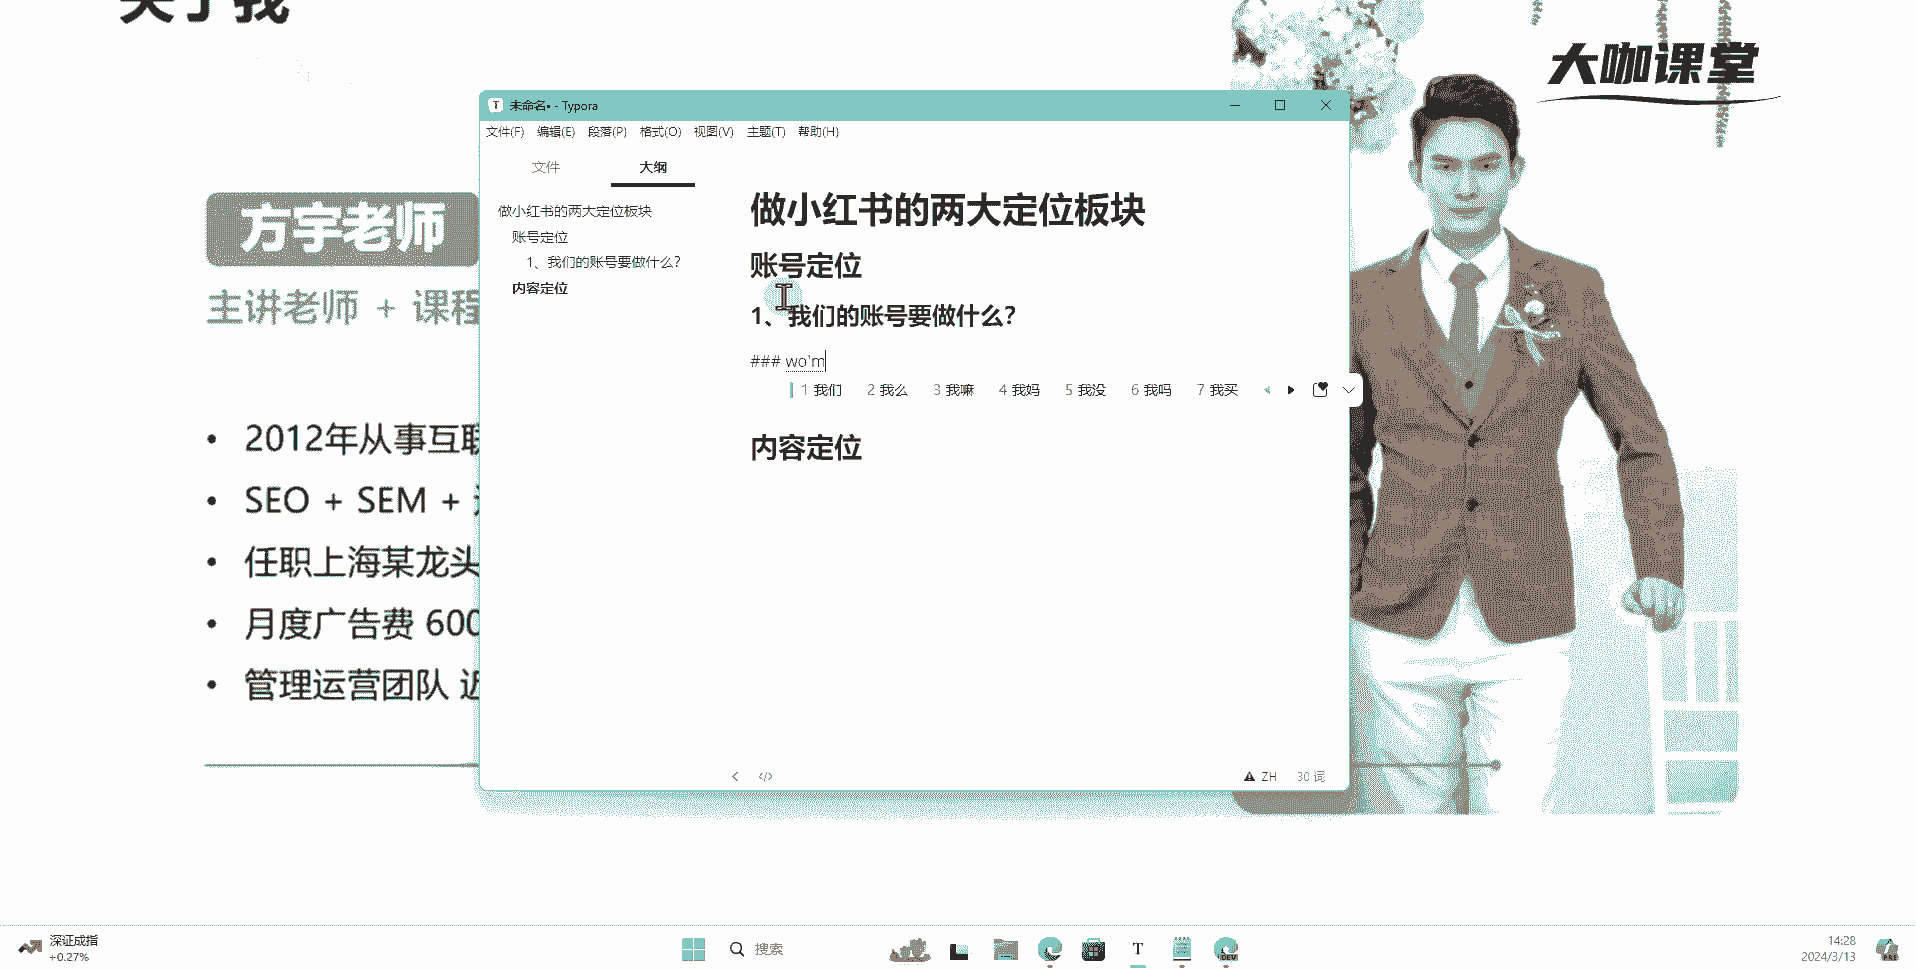 关于我
大咖课堂
未命名• - Typora
文件(F) 编辑(E) 段落(P) 格式(O) 视图(V) 主题(T) 帮助(H)
文件 大纲
做小红书的两大定位板块
账号定位
1、我们的账号要做什么?
内容定位
做小红书的两大定位板块
账号定位
1、我们的账号要做什么?
### wo'm
1 我们 2 我么 3 我嘛 4 我妈 5 我没 6 我吗 7 我买
内容定位
</> ZH 30 词
方宇老师
主讲老师 + 课程
2012年从事互联
SEO + SEM +
任职上海某龙头
月度广告费 600
管理运营团队 近
深证成指
+0.27%
搜索
T
DEV
14:28
2024/3/13
PRE